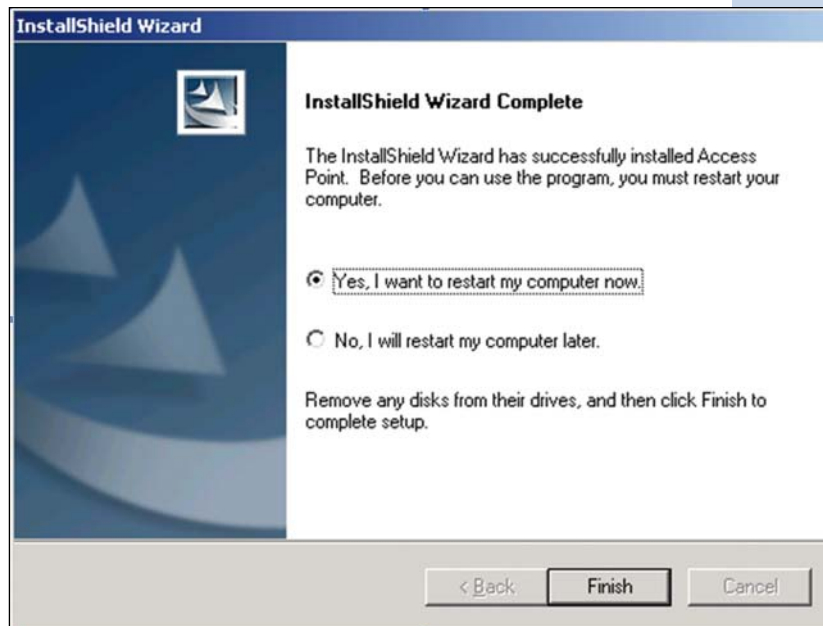 InstallShield Wizard
InstallShield Wizard Complete
The InstallShield Wizard has successfully installed Access
Point. Before you can use the program, you must restart your
computer.
Yes, I want to restart my computer now.
No, I will restart my computer later.
Remove any disks from their drives, and then click Finish to
complete setup.
< Back Finish Cancel